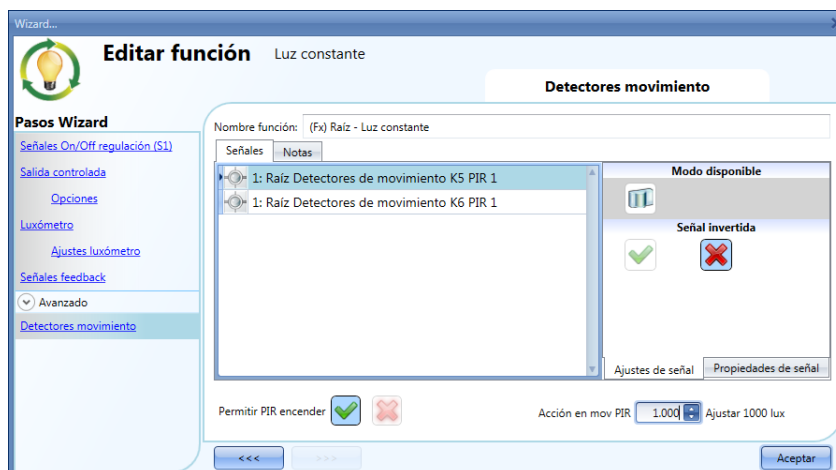 Wizard...
Editar función Luz constante
Detectores movimiento
Pasos Wizard
Señales On/Off regulación (S1)
Salida controlada
Opciones
Luxómetro
Ajustes luxómetro
Señales feedback
Avanzado
Detectores movimiento
Nombre función: (Fx) Raíz - Luz constante
Señales Notas
1: Raíz Detectores de movimiento K5 PIR 1
1: Raíz Detectores de movimiento K6 PIR 1
Modo disponible
Señal invertida
Ajustes de señal Propiedades de señal
Permitir PIR encender
Acción en mov PIR 1.000 Ajustar 1000 lux
<<< >>> Aceptar